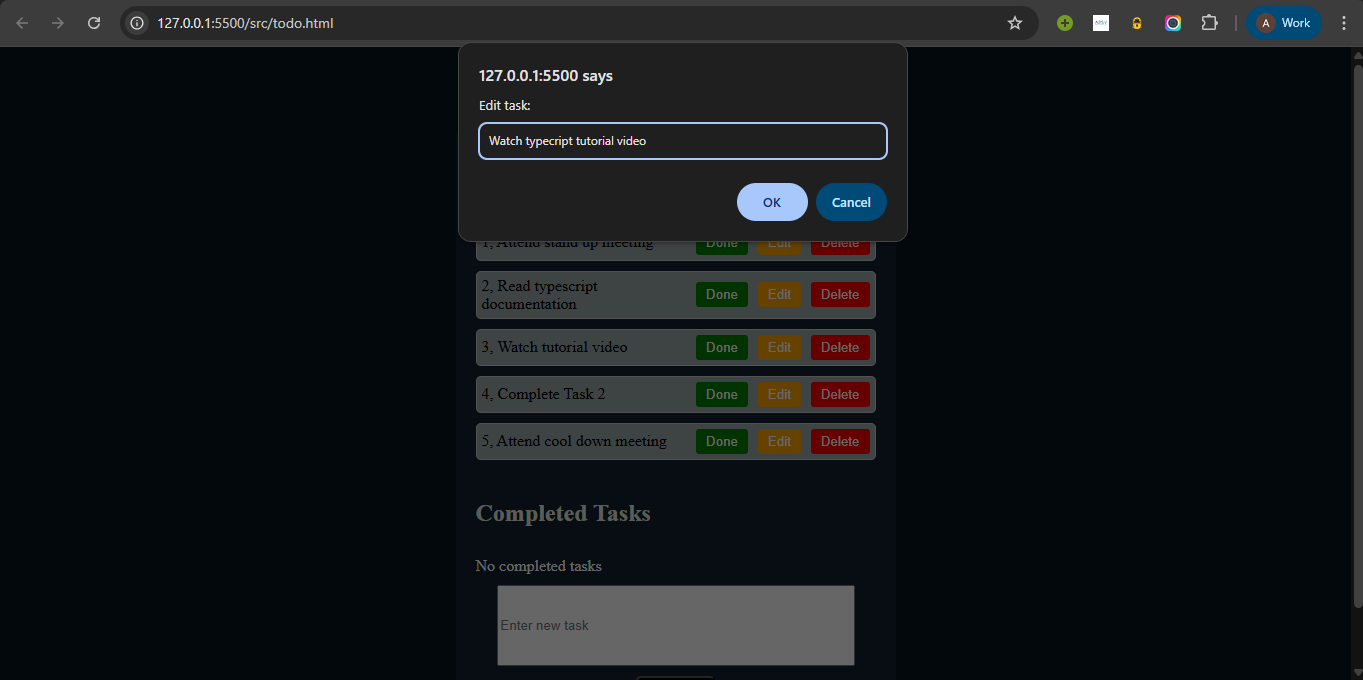 127.0.0.1:5500/src/todo.html
A Work
127.0.0.1:5500 says
Edit task:
Watch typecript tutorial video
OK Cancel
1, Attend stand up meeting Done Edit Delete
2, Read typescript
documentation Done Edit Delete
3, Watch tutorial video Done Edit Delete
4, Complete Task 2 Done Edit Delete
5, Attend cool down meeting Done Edit Delete
Completed Tasks
No completed tasks
Enter new task